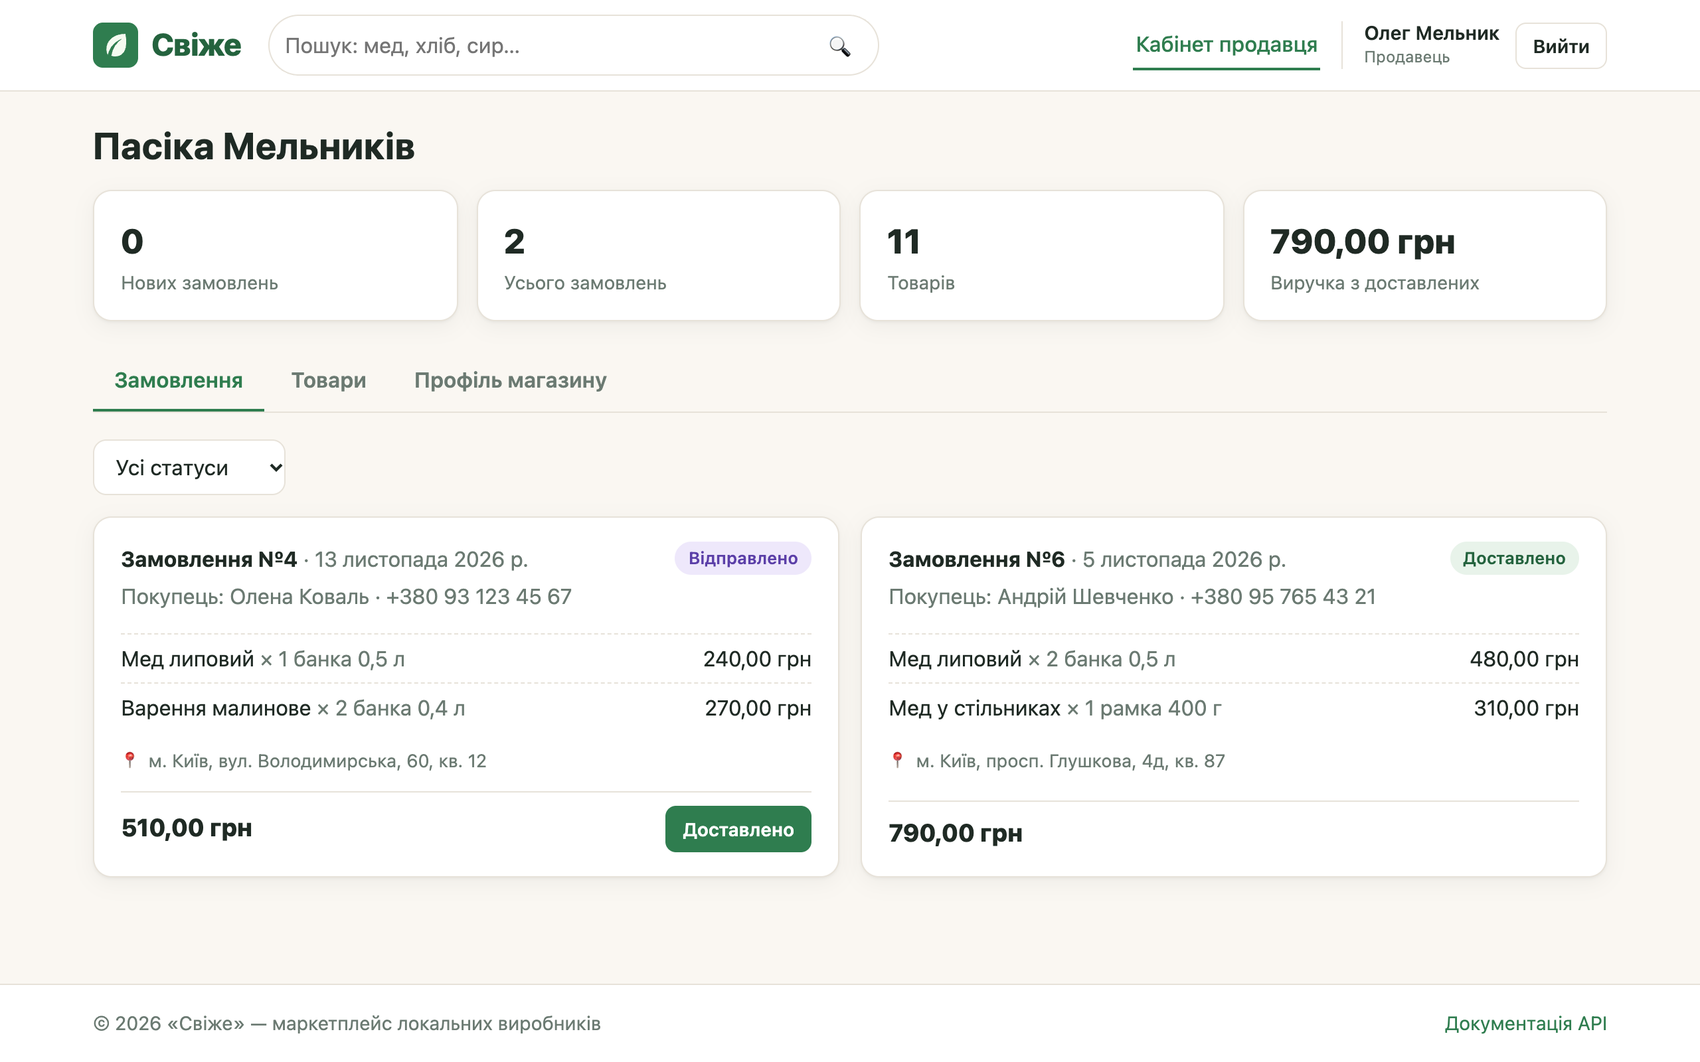 Свіже
Пошук: мед, хліб, сир...
Кабінет продавця
Олег Мельник
Продавець
Вийти
Пасіка Мельників
0
Нових замовлень
2
Усього замовлень
11
Товарів
790,00 грн
Виручка з доставлених
Замовлення
Товари
Профіль магазину
Усі статуси
Замовлення №4 · 13 листопада 2026 р.
Відправлено
Покупець: Олена Коваль · +380 93 123 45 67
Мед липовий × 1 банка 0,5 л
240,00 грн
Варення малинове × 2 банка 0,4 л
270,00 грн
м. Київ, вул. Володимирська, 60, кв. 12
510,00 грн
Доставлено
Замовлення №6 · 5 листопада 2026 р.
Доставлено
Покупець: Андрій Шевченко · +380 95 765 43 21
Мед липовий × 2 банка 0,5 л
480,00 грн
Мед у стільниках × 1 рамка 400 г
310,00 грн
м. Київ, просп. Глушкова, 4д, кв. 87
790,00 грн
© 2026 «Свіже» — маркетплейс локальних виробників
Документація API